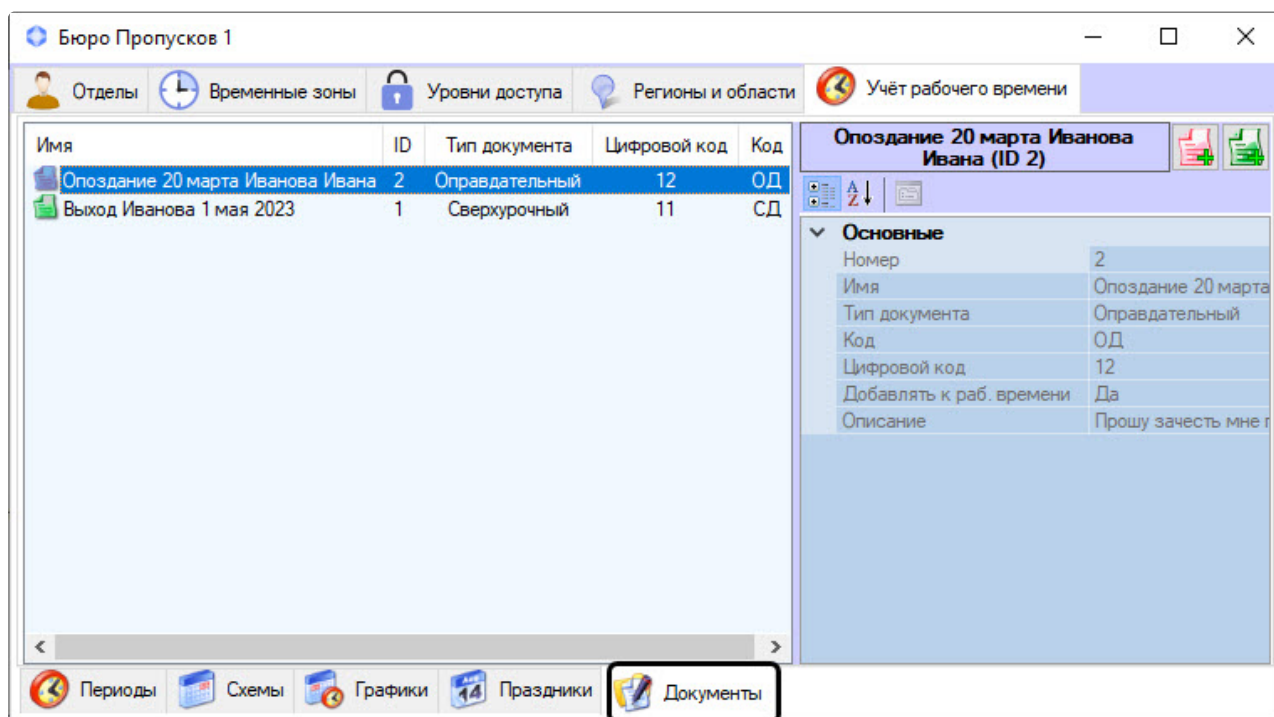 Бюро Пропусков 1
Отделы Временные зоны Уровни доступа Регионы и области Учёт рабочего времени
Имя ID Тип документа Цифровой код Код
Опоздание 20 марта Иванова Ивана 2 Оправдательный 12 ОД
Выход Иванова 1 мая 2023 1 Сверхурочный 11 СД
Опоздание 20 марта Иванова
Ивана (ID 2)
Основные
Номер 2
Имя Опоздание 20 марта
Тип документа Оправдательный
Код ОД
Цифровой код 12
Добавлять к раб. времени Да
Описание Прошу зачесть мне
Периоды Схемы Графики 14 Праздники Документы